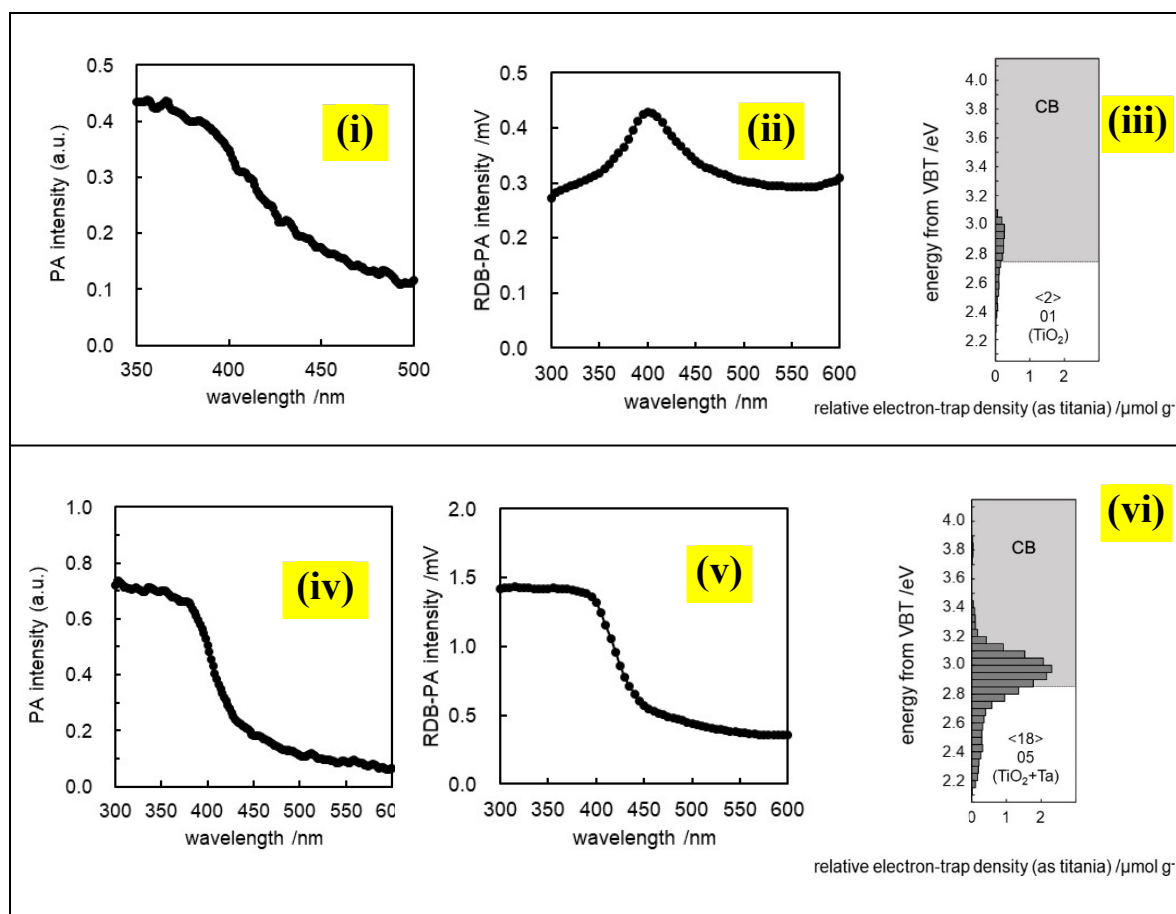 PA intensity (a.u.)
0.5
0.4
0.3
0.2
0.1
0.0
350
400
450
500
wavelength /nm
(i)
RDB-PA intensity /mV
0.5
0.4
0.3
0.2
0.1
0.0
300 350 400 450 500 550 600
wavelength /nm
(ii)
energy from VBT /eV
4.0
3.8
3.6
3.4
3.2
3.0
2.8
2.6
2.4
2.2
CB
<2>
01
(TiO₂)
0 1 2
relative electron-trap density (as titania) /µmol g⁻
(iii)
PA intensity (a.u.)
1.0
0.8
0.6
0.4
0.2
0.0
300 350 400 450 500 550 600
wavelength /nm
(iv)
RDB-PA intensity /mV
2.0
1.5
1.0
0.5
0.0
300 350 400 450 500 550 600
wavelength /nm
(v)
energy from VBT /eV
4.0
3.8
3.6
3.4
3.2
3.0
2.8
2.6
2.4
2.2
CB
<18>
05
(TiO₂+Ta)
0 1 2
relative electron-trap density (as titania) /µmol g⁻
(vi)